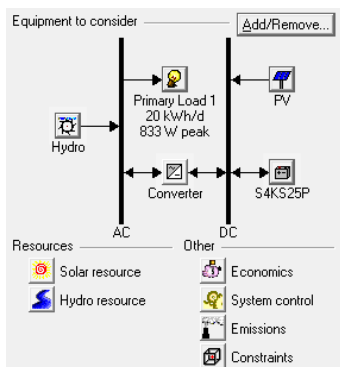 Equipment to consider
Add/Remove...
Primary Load 1
20 kWh/d
833 W peak
PV
Hydro
Converter
S4KS25P
AC
DC
Resources
Other
Solar resource
Economics
Hydro resource
System control
Emissions
Constraints